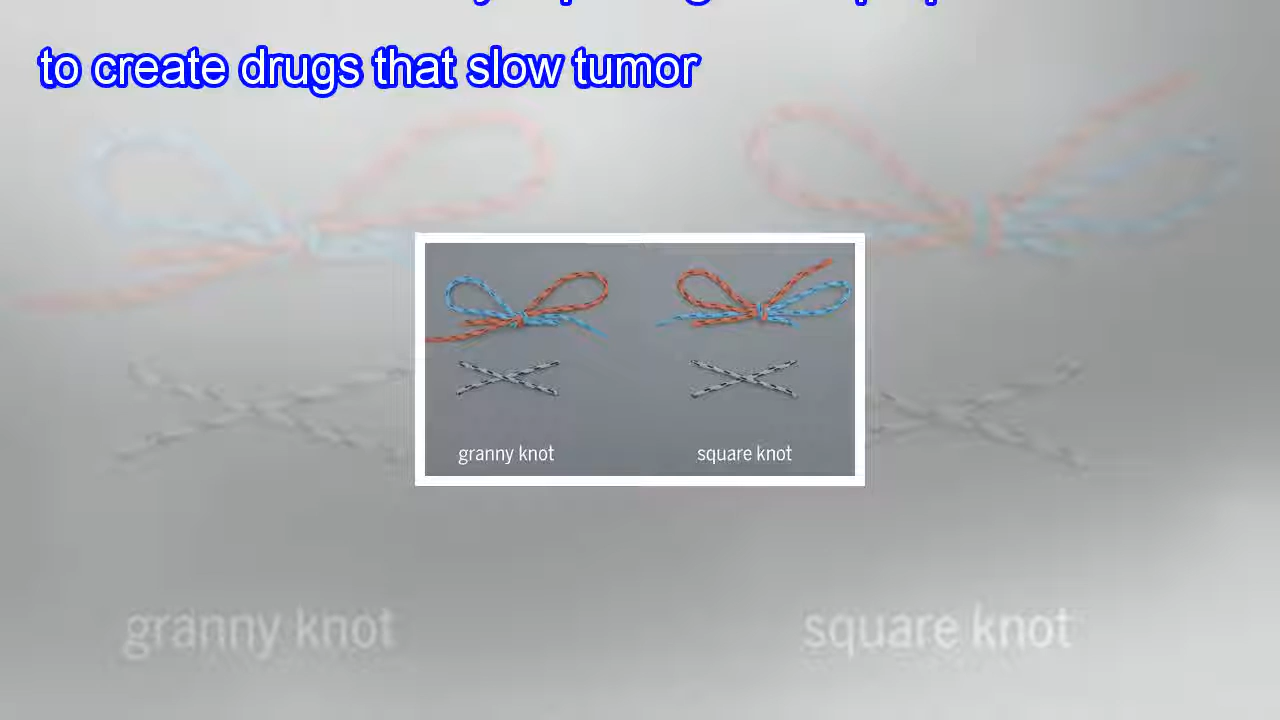 to create drugs that slow tumor
granny knot square knot
granny knot square knot